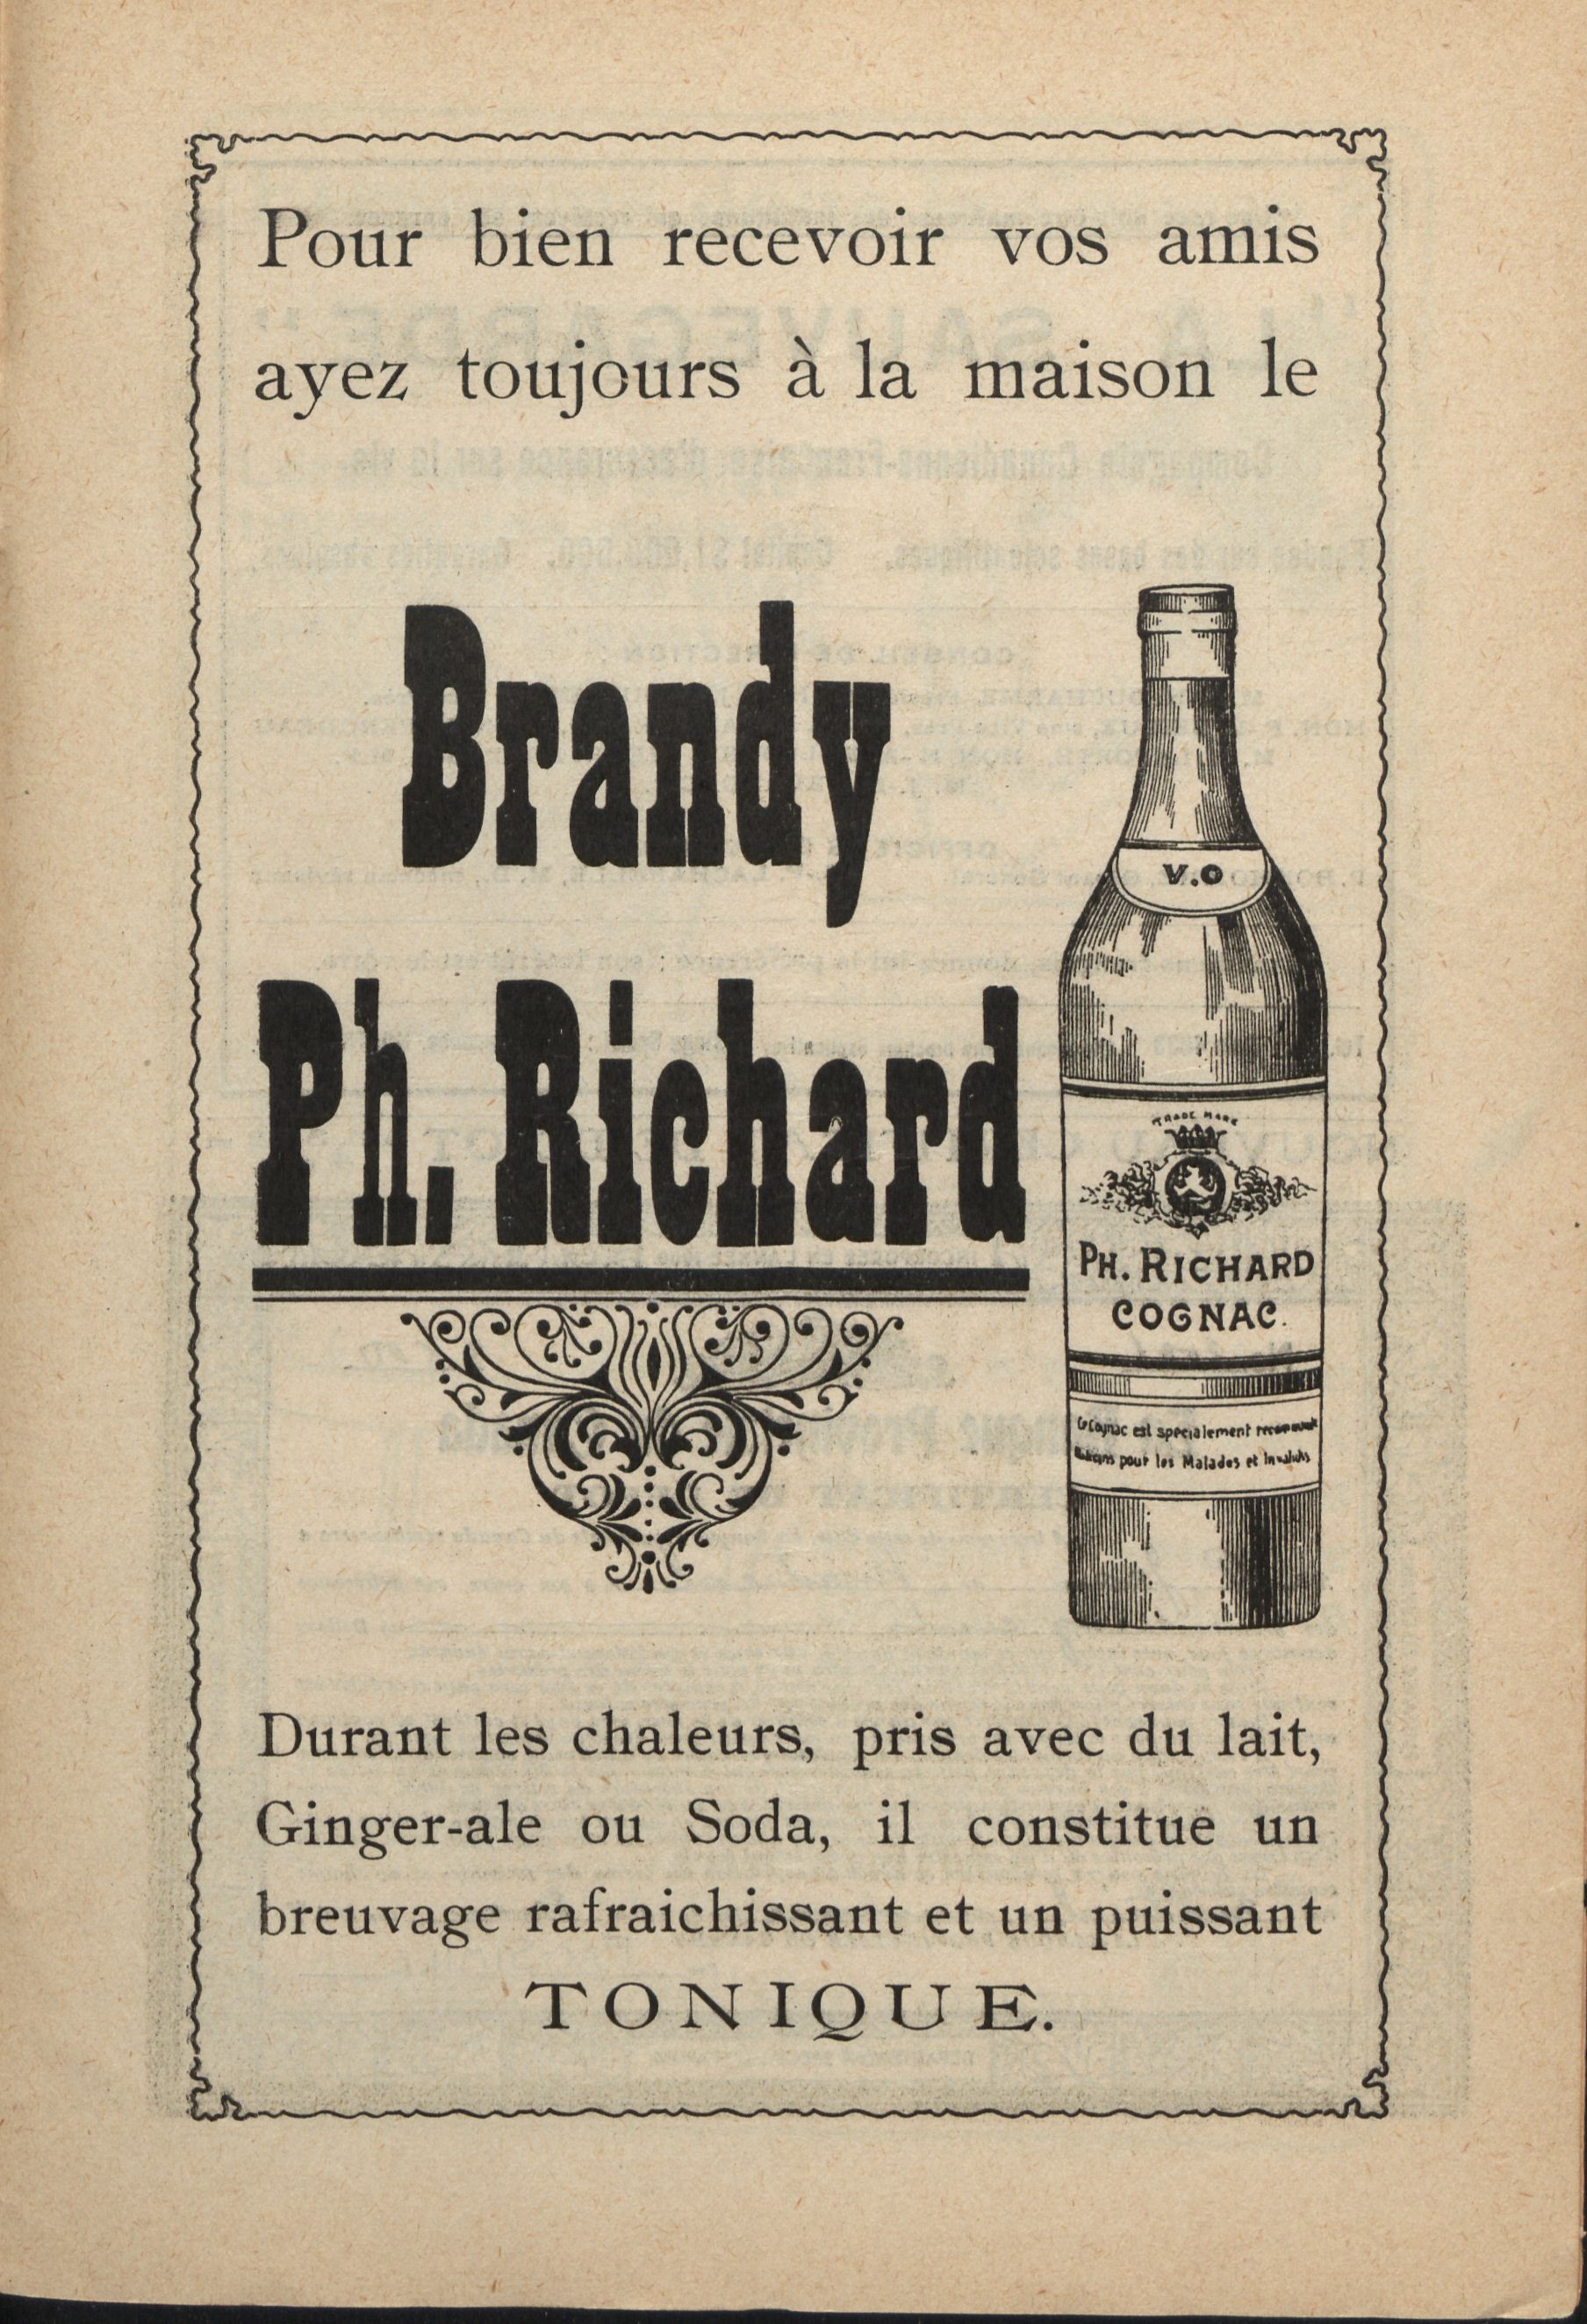 Pour bien recevoir vos amis
ayez toujours à la maison le
Brandy
Ph. Richard
V.O
TRADE MARK
PH. RICHARD
COGNAC.
Ce Cognac est specialement
pour les Malades et Invalides
Durant les chaleurs, pris avec du lait,
Ginger-ale ou Soda, il constitue un
breuvage rafraichissant et un puissant
TONIQUE.